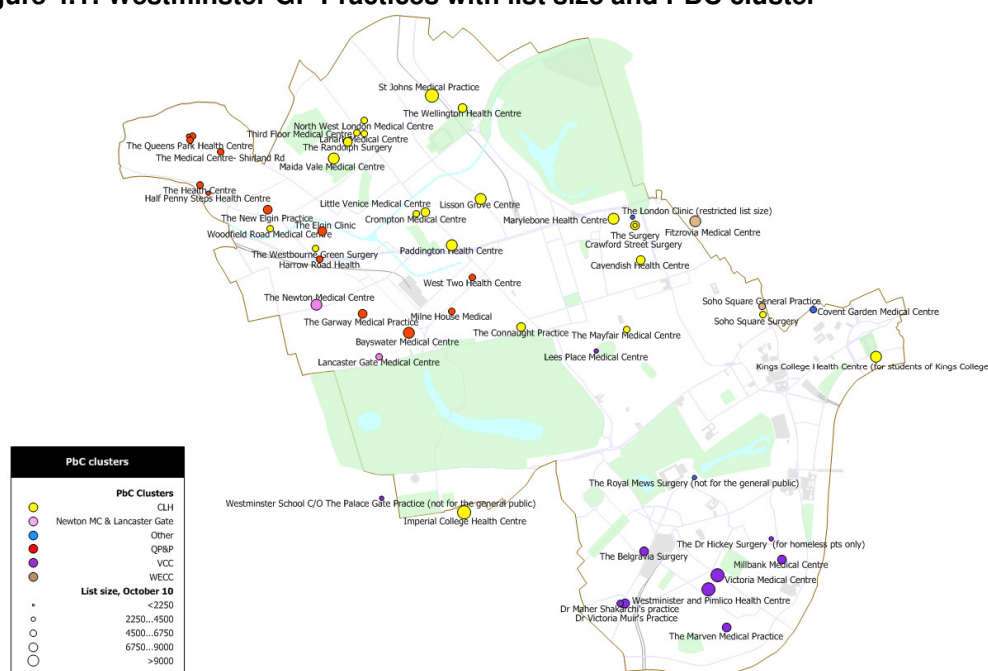 gure 4.1: Westminster GP Practices with list size and PBC cluster
St Johns Medical Practice
The Wellington Health Centre
North West London Medical Centre
Third Floor Medical Centre
Lanark Medical Centre
The Randolph Surgery
Maida Vale Medical Centre
The Queens Park Health Centre
The Medical Centre- Shirland Rd
The Health Centre
Half Penny Steps Health Centre
Little Venice Medical Centre
Lisson Grove Centre
Crompton Medical Centre
The New Elgin Practice
The Elgin Clinic
Woodfield Road Medical Centre
Marylebone Health Centre
The London Clinic (restricted list size)
The Surgery
Fitzrovia Medical Centre
Crawford Street Surgery
The Westbourne Green Surgery
Paddington Health Centre
Harrow Road Health
Cavendish Health Centre
West Two Health Centre
The Newton Medical Centre
Soho Square General Practice
Covent Garden Medical Centre
Soho Square Surgery
The Garway Medical Practice
Milne House Medical
The Connaught Practice
The Mayfair Medical Centre
Bayswater Medical Centre
Lancaster Gate Medical Centre
Lees Place Medical Centre
Kings College Health Centre (for students of Kings College
The Royal Mews Surgery (not for the general public)
Westminster School C/O The Palace Gate Practice (not for the general public)
Imperial College Health Centre
The Dr Hickey Surgery (for homeless pts only)
The Belgravia Surgery
Millbank Medical Centre
Victoria Medical Centre
Westminister and Pimlico Health Centre
Dr Maher Shakarchi's practice
Dr Victoria Muir's Practice
The Marven Medical Practice
PbC clusters
PbC Clusters
CLH
Newton MC & Lancaster Gate
Other
QP&P
VCC
WECC
List size, October 10
<2250
2250...4500
4500...6750
6750...9000
>9000